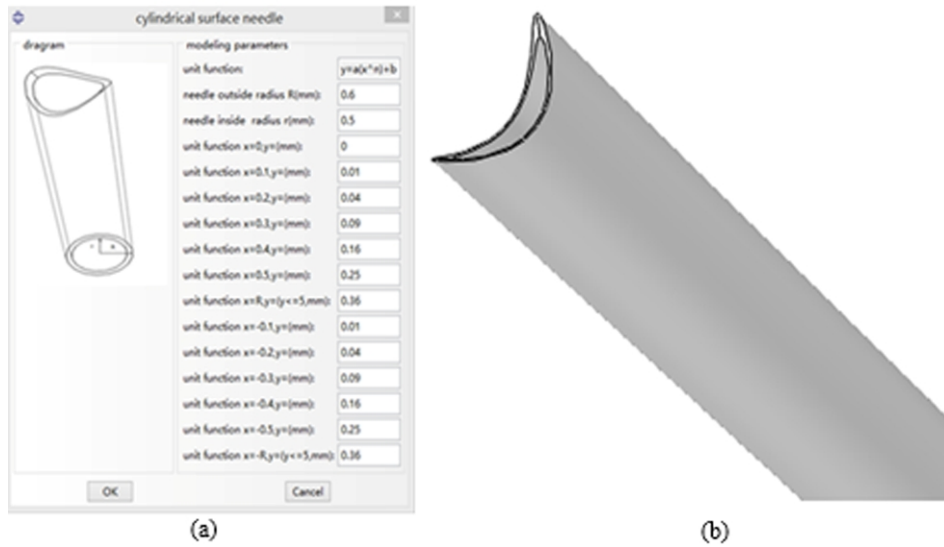 cylindrical surface needle
dragram
modeling parameters
unit function: y=a(x^n)+b
needle outside radius R(mm): 0.6
needle inside radius r(mm): 0.5
unit function x=0,y=(mm): 0
unit function x=0.1,y=(mm): 0.01
unit function x=0.2,y=(mm): 0.04
unit function x=0.3,y=(mm): 0.09
unit function x=0.4,y=(mm): 0.16
unit function x=0.5,y=(mm): 0.25
unit function x=R,y=(y<=5,mm): 0.36
unit function x=-0.1,y=(mm): 0.01
unit function x=-0.2,y=(mm): 0.04
unit function x=-0.3,y=(mm): 0.09
unit function x=-0.4,y=(mm): 0.16
unit function x=-0.5,y=(mm): 0.25
unit function x=-R,y=(y<=5,mm): 0.36
OK
Cancel
(a)
(b)